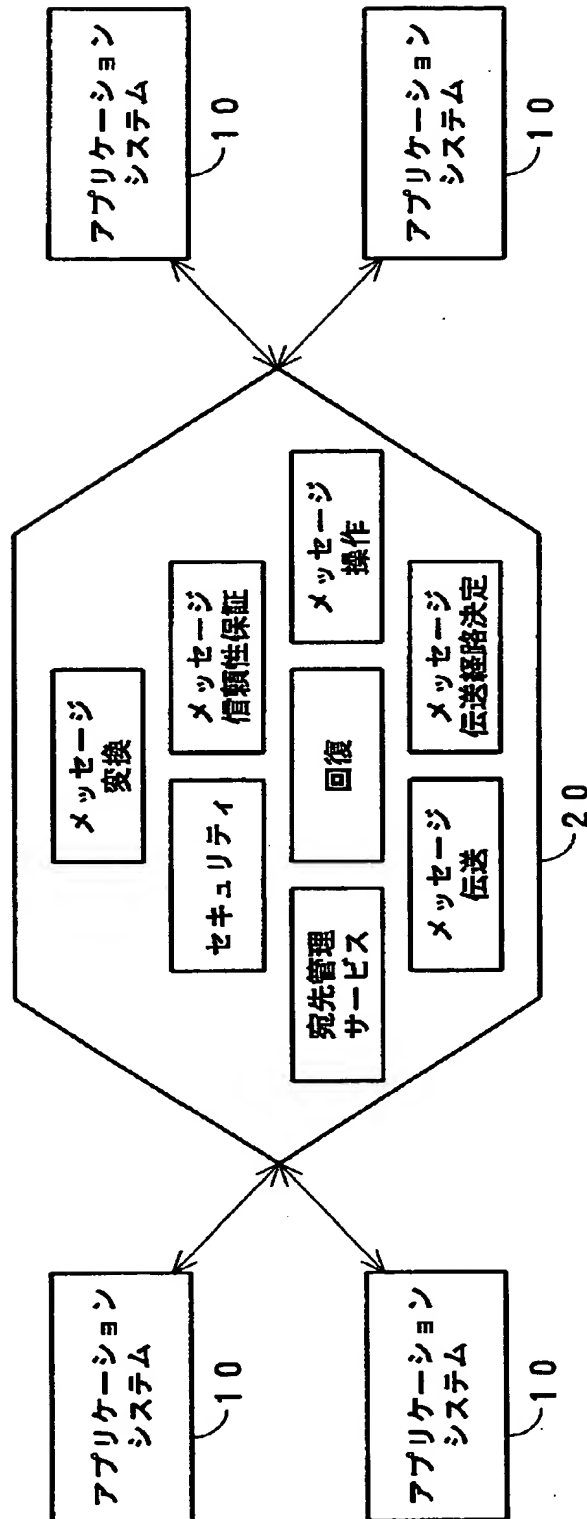 アプリケーション
システム
10
アプリケーション
システム
10
メッセージ
変換
セキュリティ
メッセージ
信頼性保証
宛先管理
サービス
回復
メッセージ
操作
メッセージ
伝送
メッセージ
伝送経路決定
20
アプリケーション
システム
10
アプリケーション
システム
10